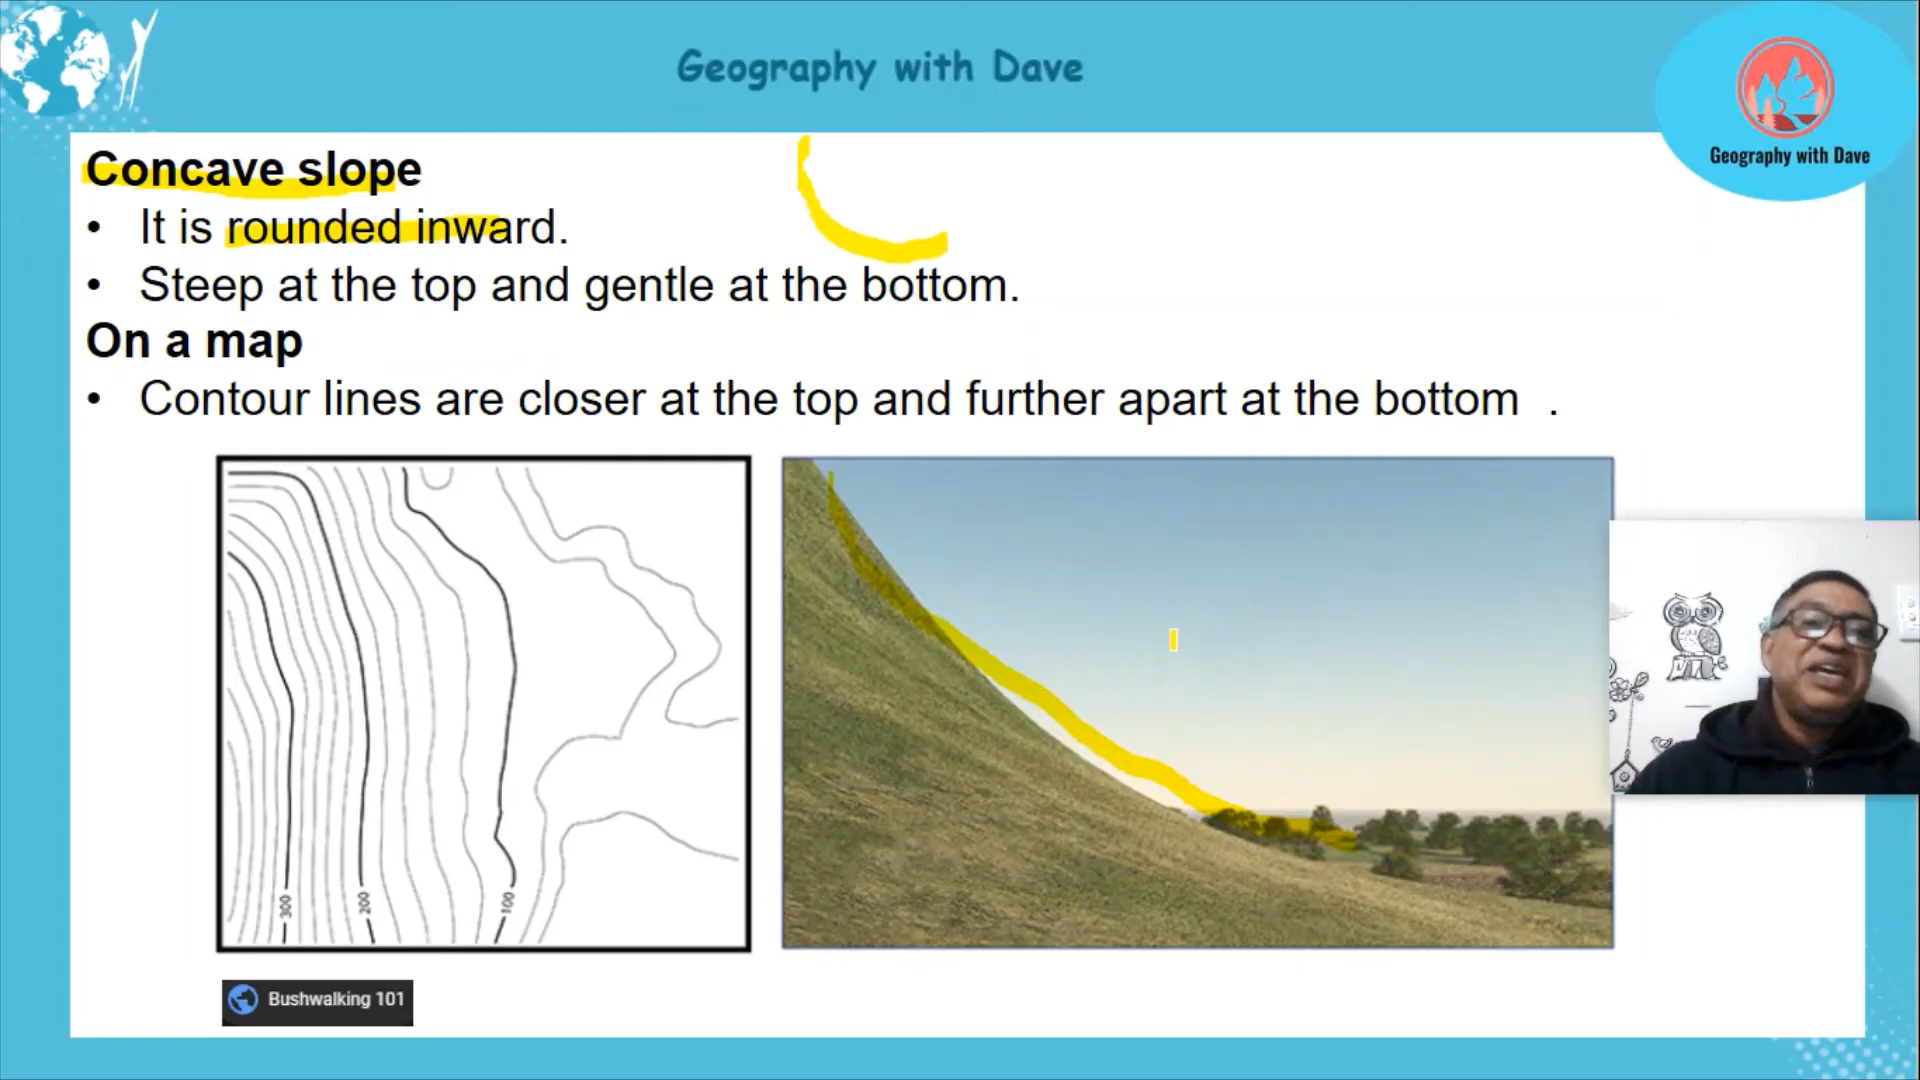 Geography with Dave
Geography with Dave
Concave slope
• It is rounded inward.
• Steep at the top and gentle at the bottom.
On a map
• Contour lines are closer at the top and further apart at the bottom .
300
200
100
Bushwalking 101